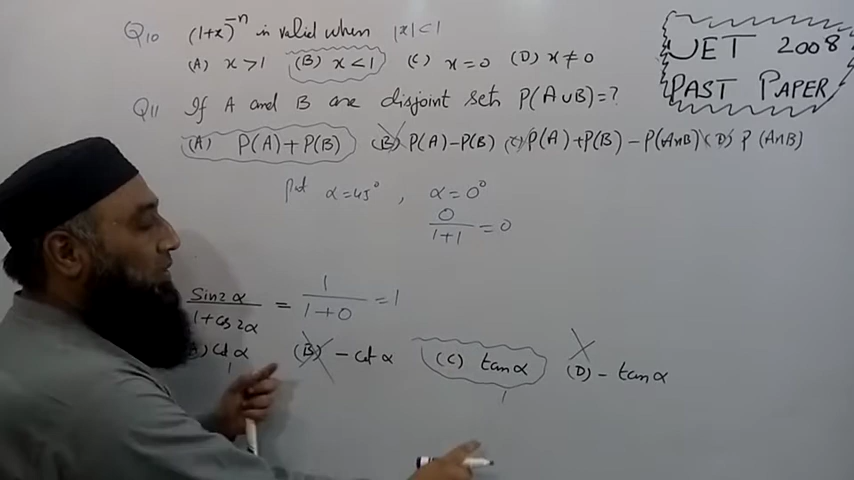 Q10 (1+x)^-n is valid when |x|<1
UET 2008
PAST PAPER
(A) x>1 (B) x<1 (C) x=0 (D) x≠0
Q11 If A and B are disjoint sets P(A∪B)=?
(A) P(A)+P(B) (B) P(A)-P(B) (C) P(A)+P(B)-P(A∩B) (D) P(A∩B)
Put α=45°, α=0°
0/1+1 = 0
Sin2α/1+cos2α = 1/1+0 = 1
A) cot α (B) - cot α (C) tan α (D) - tan α
1 1